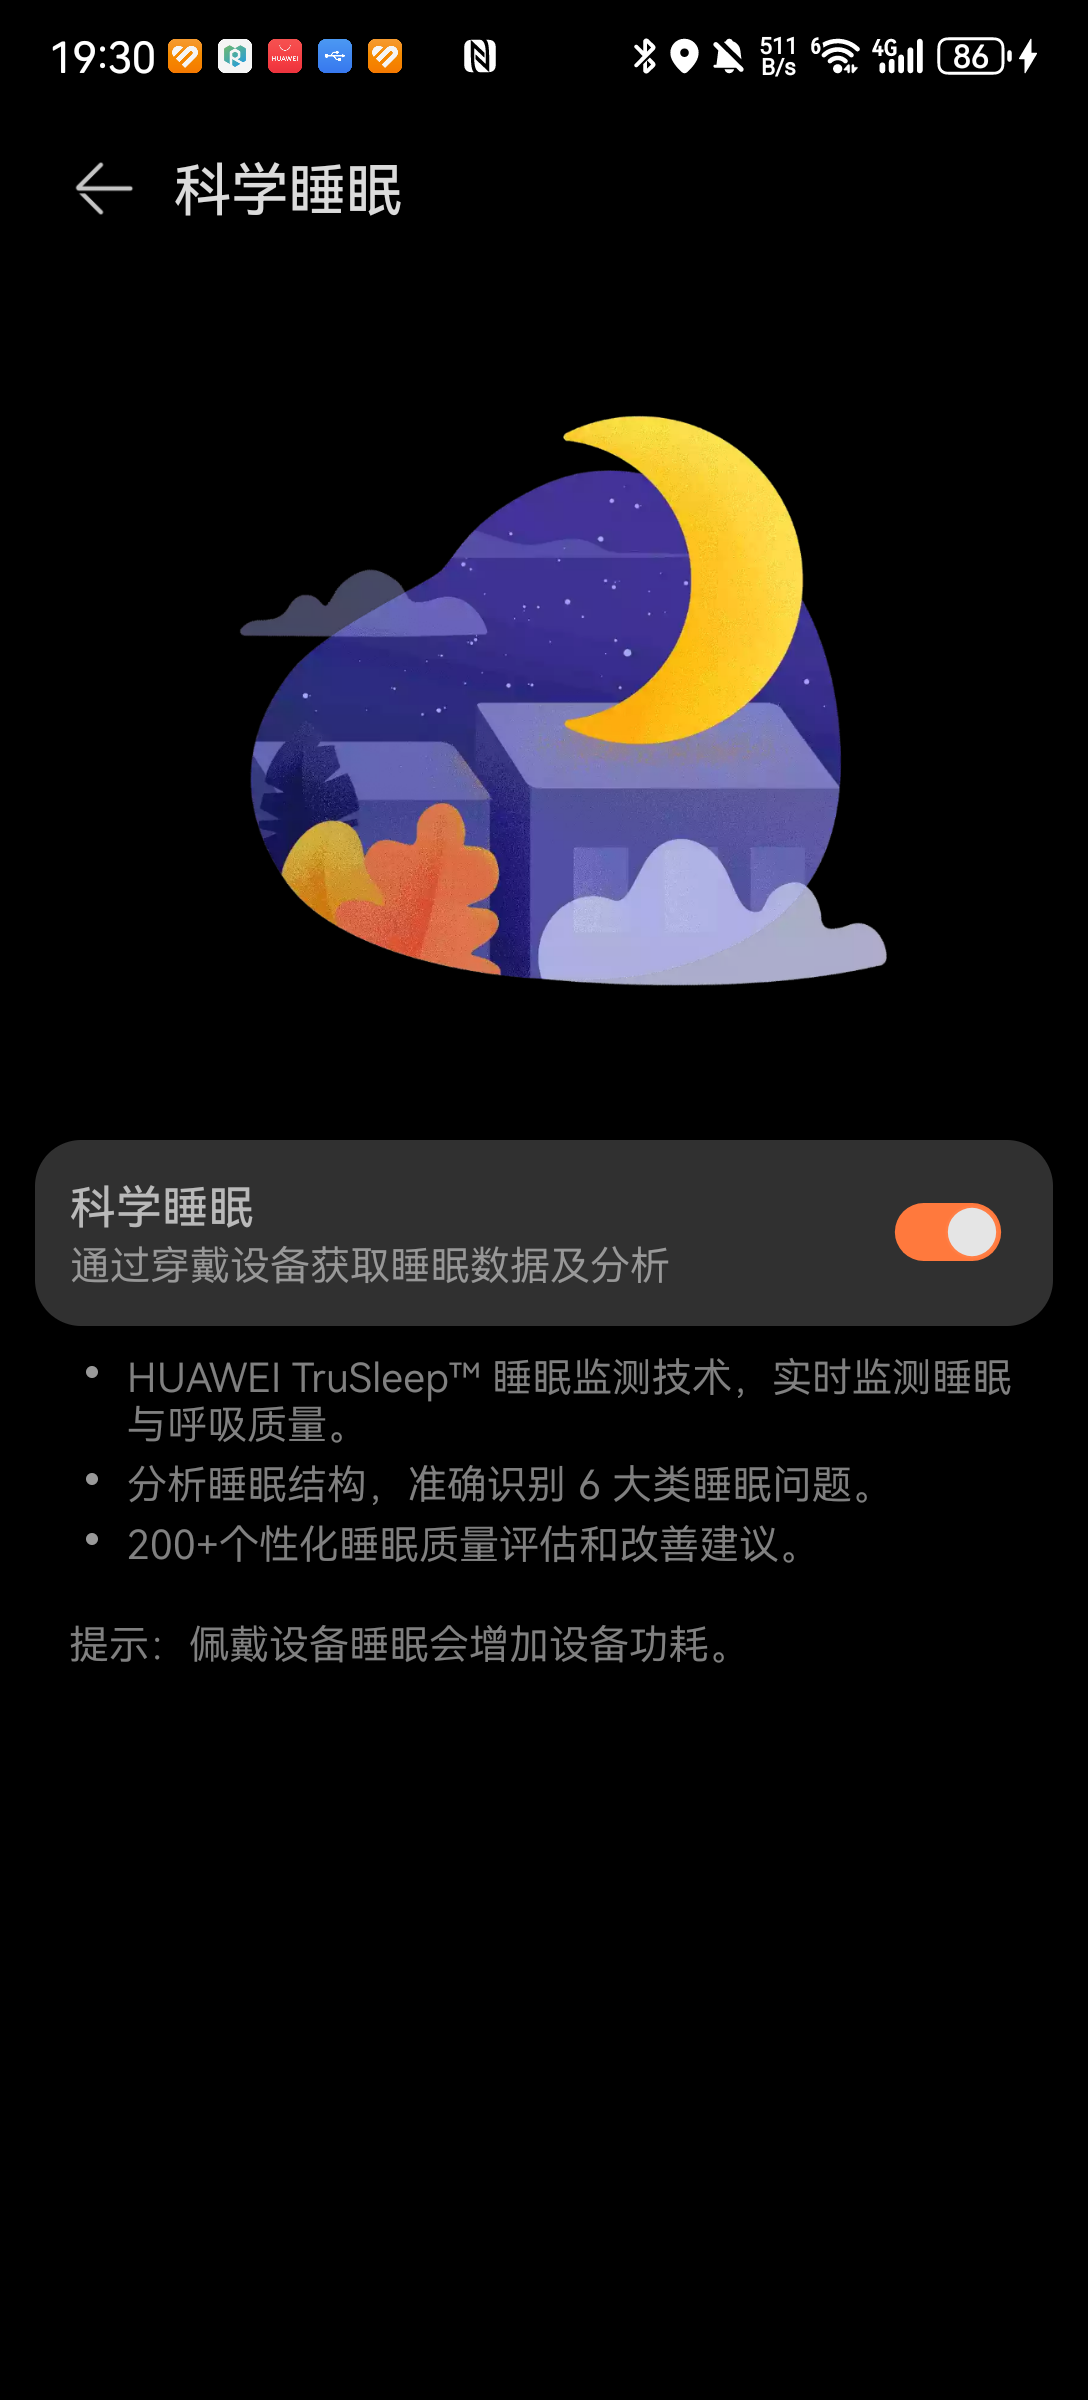 19:30 HUAWEI 511 B/s 6 4G 86
科学睡眠
科学睡眠
通过穿戴设备获取睡眠数据及分析
• HUAWEI TruSleep™ 睡眠监测技术，实时监测睡眠
与呼吸质量。
• 分析睡眠结构，准确识别 6 大类睡眠问题。
• 200+个性化睡眠质量评估和改善建议。
提示：佩戴设备睡眠会增加设备功耗。